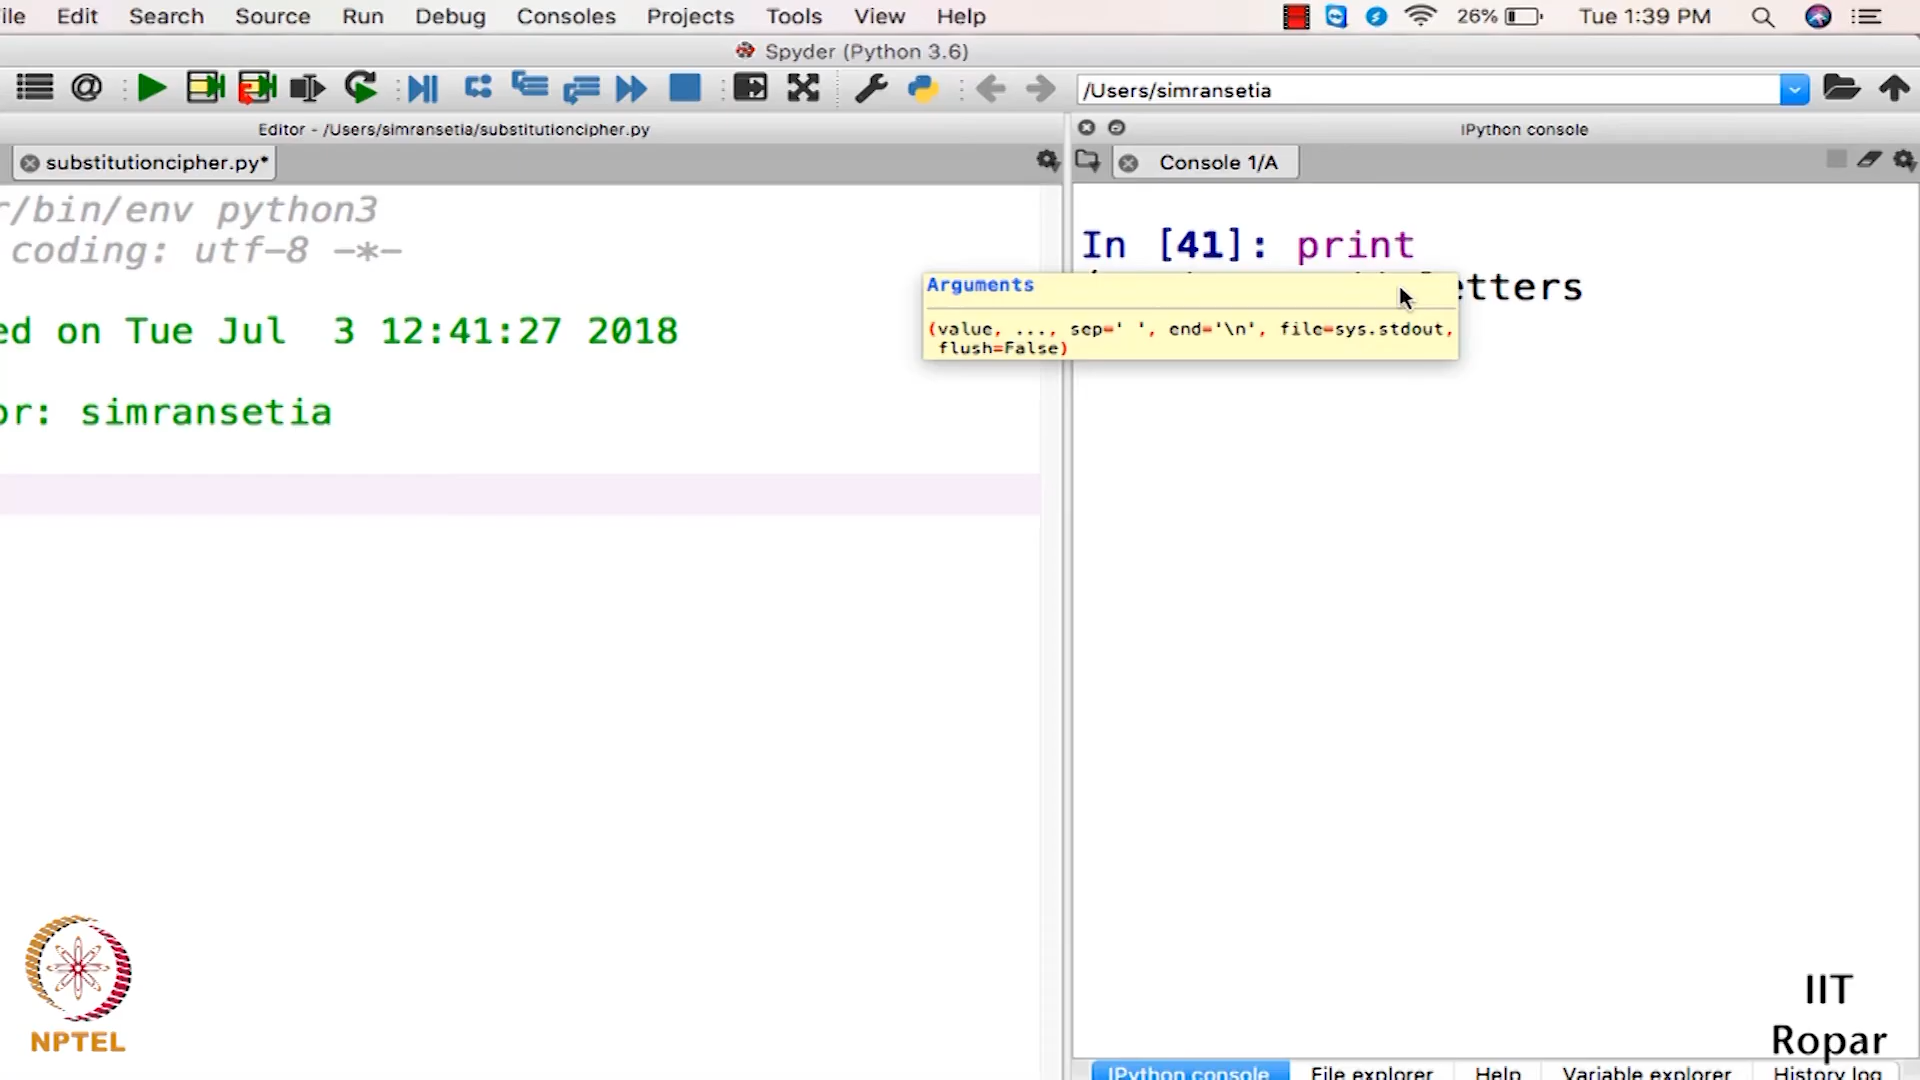 ile Edit Search Source Run Debug Consoles Projects Tools View Help 26% Tue 1:39 PM
Spyder (Python 3.6)
/Users/simransetia
Editor - /Users/simransetia/substitutioncipher.py
IPython console
substitutioncipher.py*
Console 1/A
r/bin/env python3
coding: utf-8 -*-
ed on Tue Jul 3 12:41:27 2018
or: simransetia
In [41]: print
etters
Arguments
(value, ..., sep=' ', end='\n', file=sys.stdout,
flush=False)
NPTEL
IIT
Ropar
IPython console File explorer Help Variable explorer History log